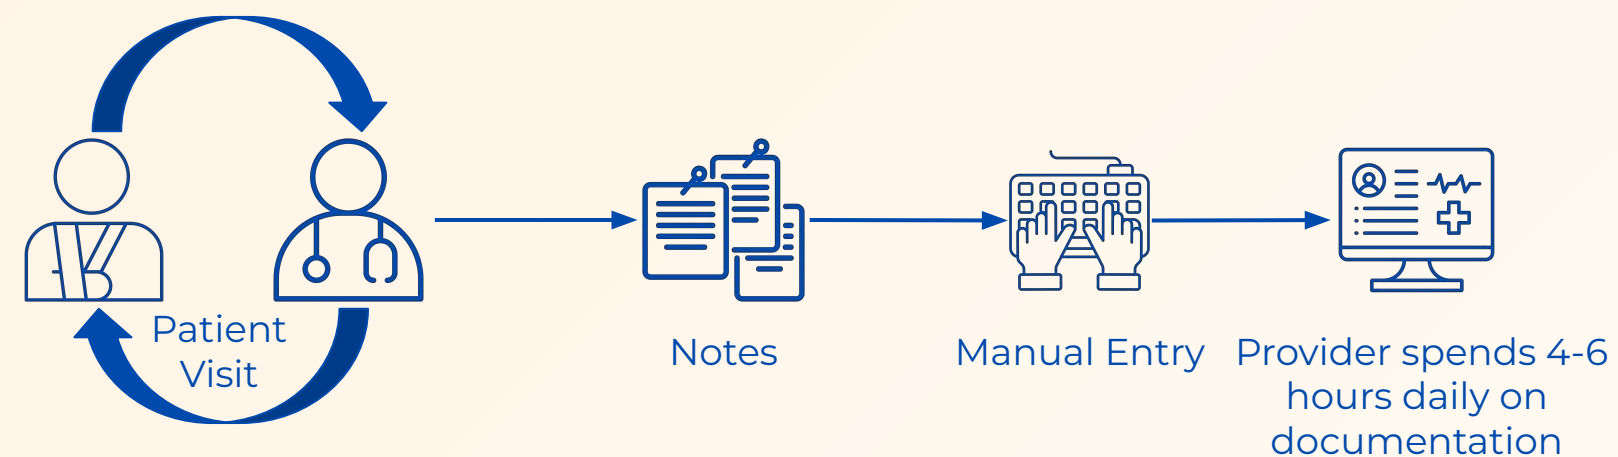 Patient
Visit
Notes
Manual Entry
Provider spends 4-6
hours daily on
documentation